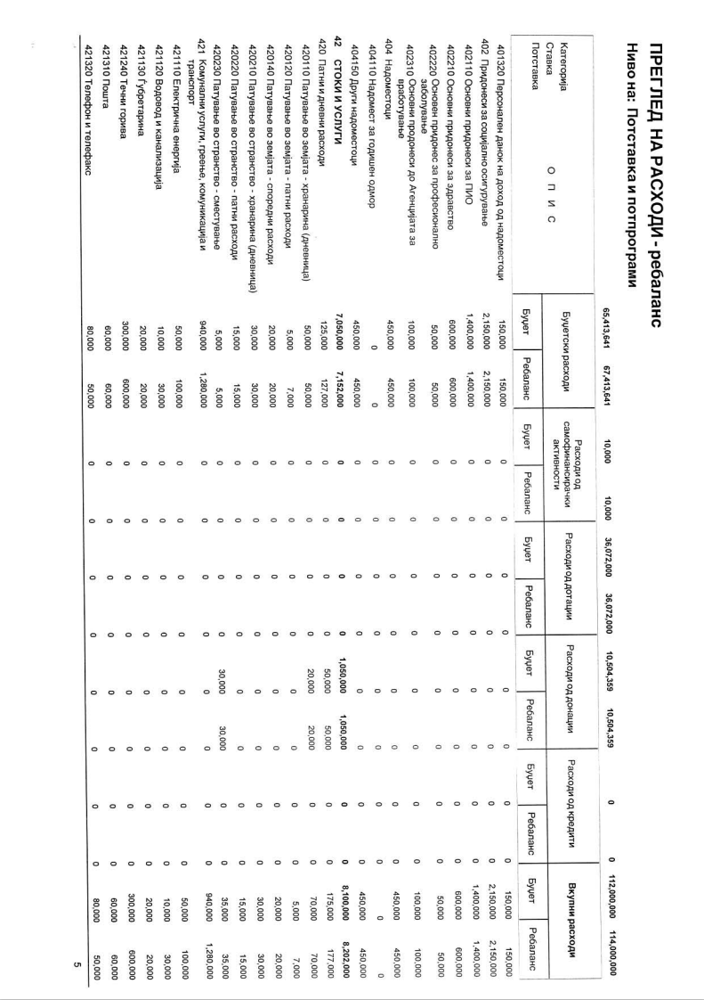 ПРЕГЛЕД НА РАСХОДИ - ребаланс
Ниво на: Потставка и потпрограми
65,413,641 67,413,641 10,000 10,000 36,072,000 36,072,000 10,504,359 10,504,359 0 0 112,000,000 114,000,000
Категорија
Ставка
Потставка
О П И С
Буџетски расходи
Расходи од
самофинансирачки
активности
Расходи од дотации
Расходи од донации
Расходи од кредити
Вкупни расходи
Буџет Ребаланс Буџет Ребаланс Буџет Ребаланс Буџет Ребаланс Буџет Ребаланс Буџет Ребаланс
401320 Персонален данок на доход од надоместоци 150,000 150,000 0 0 0 0 0 0 0 0 150,000 150,000
402 Придонеси за социјално осигурување 2,150,000 2,150,000 0 0 0 0 0 0 0 0 2,150,000 2,150,000
402110 Основни придонеси за ПИО 1,400,000 1,400,000 0 0 0 0 0 0 0 0 1,400,000 1,400,000
402210 Основни придонеси за здравство 600,000 600,000 0 0 0 0 0 0 0 0 600,000 600,000
402220 Основен придонес за професионално
заболување 50,000 50,000 0 0 0 0 0 0 0 0 50,000 50,000
402310 Основни продонеси до Агенцијата за
вработување 100,000 100,000 0 0 0 0 0 0 0 0 100,000 100,000
404 Надоместоци 450,000 450,000 0 0 0 0 0 0 0 0 450,000 450,000
404110 Надомест за годишен одмор 0 0 0 0 0 0 0 0 0 0 0 0
404150 Други надоместоци 450,000 450,000 0 0 0 0 0 0 0 0 450,000 450,000
42 СТОКИ И УСЛУГИ 7,050,000 7,152,000 0 0 0 0 1,050,000 1,050,000 0 0 8,100,000 8,202,000
420 Патни и дневни расходи 125,000 127,000 0 0 0 0 50,000 50,000 0 0 175,000 177,000
420110 Патување во земјата - хранарина (дневница) 50,000 50,000 0 0 0 0 20,000 20,000 0 0 70,000 70,000
420120 Патување во земјата - патни расходи 5,000 7,000 0 0 0 0 0 0 0 0 5,000 7,000
420140 Патување во земјата - споредни расходи 20,000 20,000 0 0 0 0 0 0 0 0 20,000 20,000
420210 Патување во странство - хранарина (дневница) 30,000 30,000 0 0 0 0 0 0 0 0 30,000 30,000
420220 Патување во странство - патни расходи 15,000 15,000 0 0 0 0 0 0 0 0 15,000 15,000
420230 Патување во странство - сместување 5,000 5,000 0 0 0 0 30,000 30,000 0 0 35,000 35,000
421 Комунални услуги, греење, комуникација и
транспорт 940,000 1,280,000 0 0 0 0 0 0 0 0 940,000 1,280,000
421110 Електрична енергија 50,000 100,000 0 0 0 0 0 0 0 0 50,000 100,000
421120 Водовод и канализација 10,000 30,000 0 0 0 0 0 0 0 0 10,000 30,000
421130 Ѓубретарина 20,000 20,000 0 0 0 0 0 0 0 0 20,000 20,000
421240 Течни горива 300,000 600,000 0 0 0 0 0 0 0 0 300,000 600,000
421310 Пошта 60,000 60,000 0 0 0 0 0 0 0 0 60,000 60,000
421320 Телефон и телефакс 80,000 50,000 0 0 0 0 0 0 0 0 80,000 50,000
5